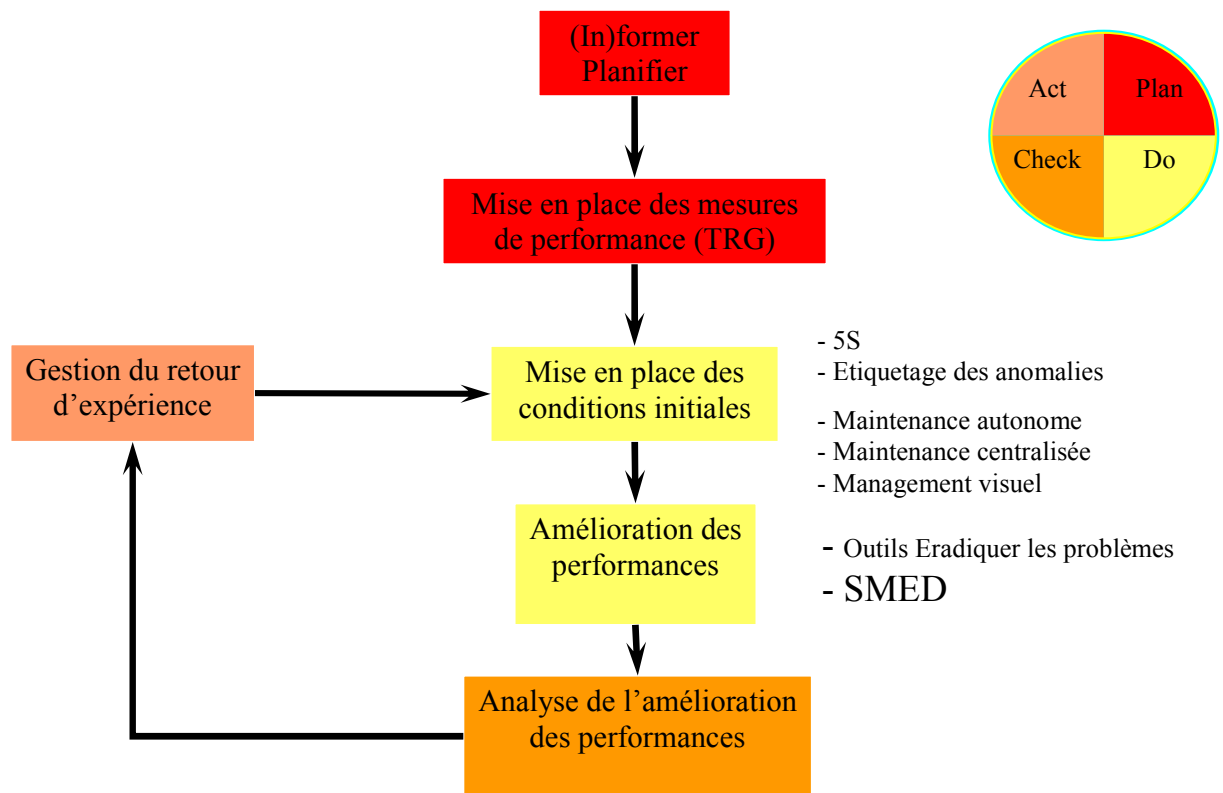 (In)former
Planifier
Act
Plan
Check
Do
Mise en place des mesures
de performance (TRG)
Gestion du retour
d’expérience
Mise en place des
conditions initiales
- 5S
- Etiquetage des anomalies
- Maintenance autonome
- Maintenance centralisée
- Management visuel
Amélioration des
performances
- Outils Eradiquer les problèmes
- SMED
Analyse de l’amélioration
des performances